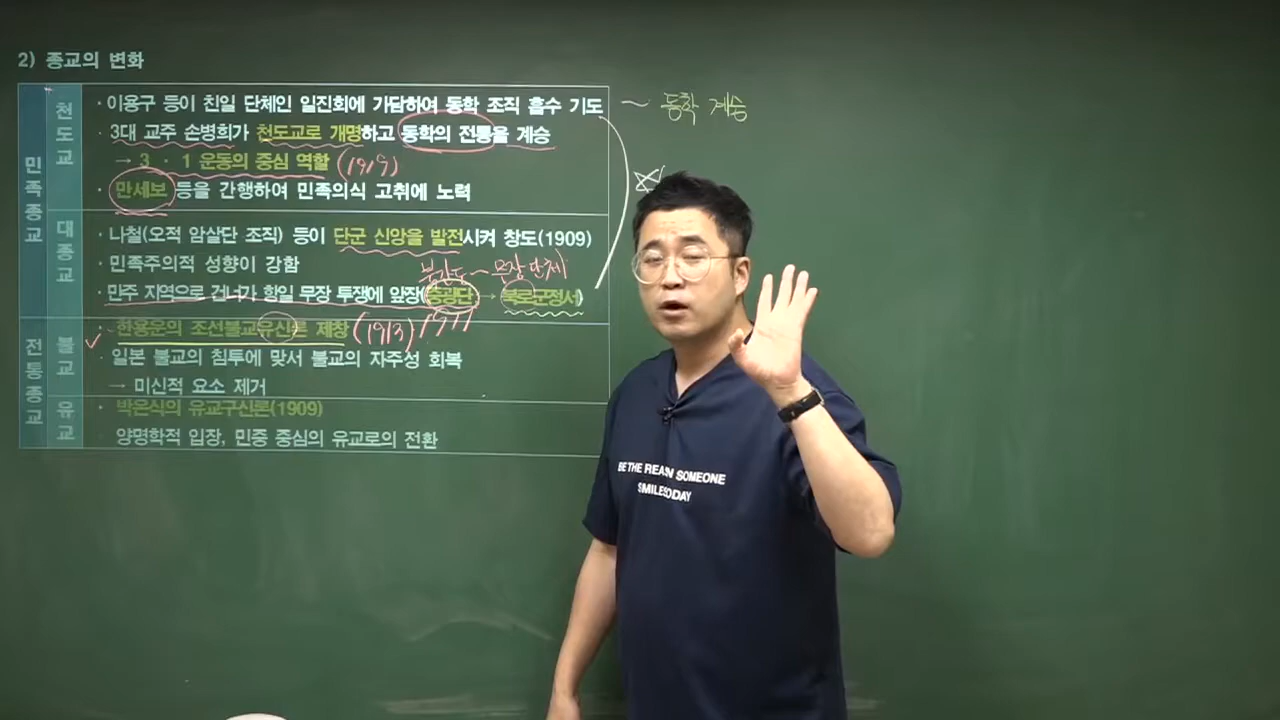 2) 종교의 변화
민족종교
천도교
· 이용구 등이 친일 단체인 일진회에 가담하여 동학 조직 흡수 기도 ~ 동학 계승
· 3대 교주 손병희가 천도교로 개명하고 동학의 전통을 계승
→ 3·1 운동의 중심 역할 (1919)
· 만세보 등을 간행하여 민족의식 고취에 노력
대종교
· 나철(오적 암살단 조직) 등이 단군 신앙을 발전시켜 창도(1909)
· 민족주의적 성향이 강함
북간도 ~ 무장 단체
· 만주 지역으로 건너가 항일 무장 투쟁에 앞장(중광단 → 북로군정서)
1911
전통종교
불교
· 한용운의 조선불교유신론 제창 (1913)
· 일본 불교의 침투에 맞서 불교의 자주성 회복
→ 미신적 요소 제거
유교
· 박은식의 유교구신론(1909)
양명학적 입장, 민중 중심의 유교로의 전환
BE THE REASN SOMEONE
SMILES ODAY